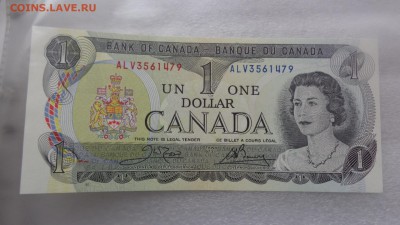 COINS.LAVE.RU
1
BANK OF CANADA - BANQUE DU CANADA
ALV3561479
ALV3561479
1
UN 1 ONE
DOLLAR
CANADA
THIS NOTE IS LEGAL TENDER
CE BILLET A COURS LÉGAL
1
1